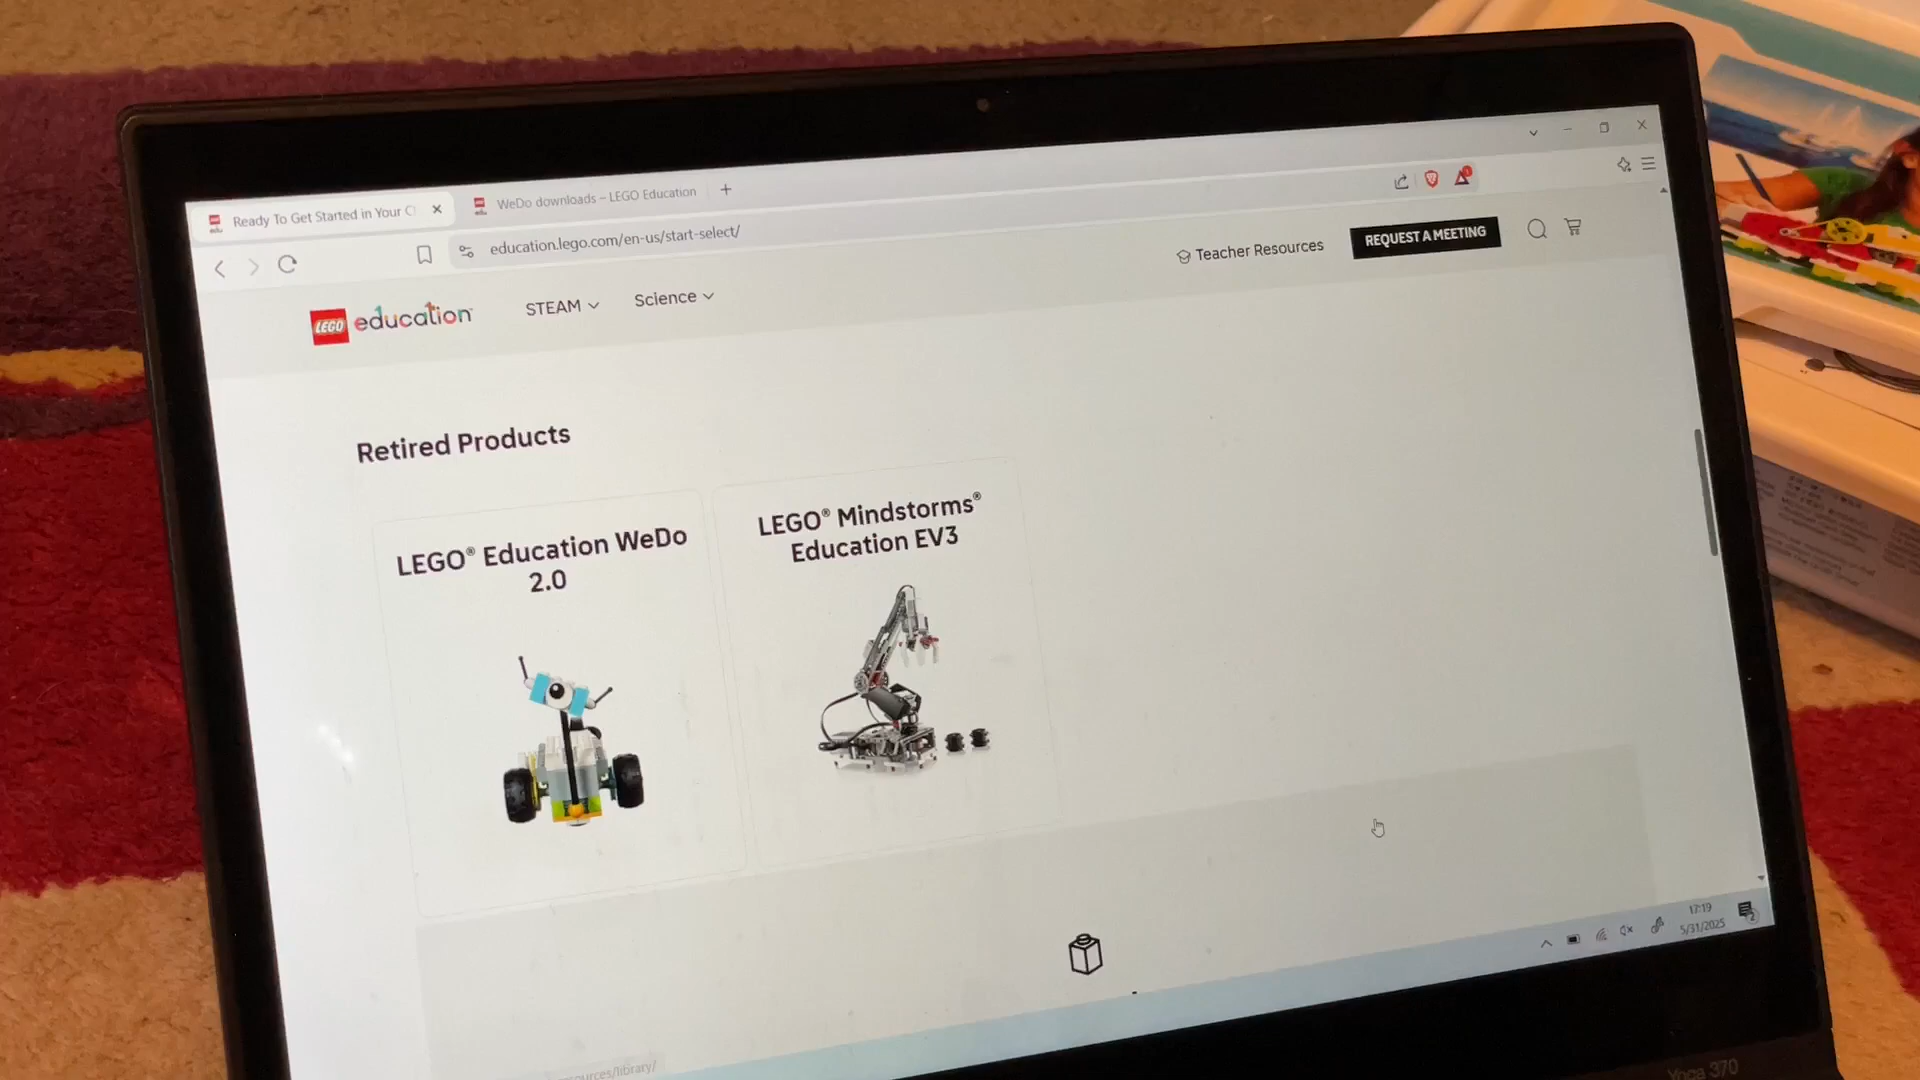 Ready To Get Started in Your C
WeDo downloads – LEGO Education
education.lego.com/en-us/start-select/
LEGO education
STEAM
Science
Teacher Resources
REQUEST A MEETING
Retired Products
LEGO® Education WeDo
2.0
LEGO® Mindstorms®
Education EV3
17:19
5/31/2025
2
Yoga 370